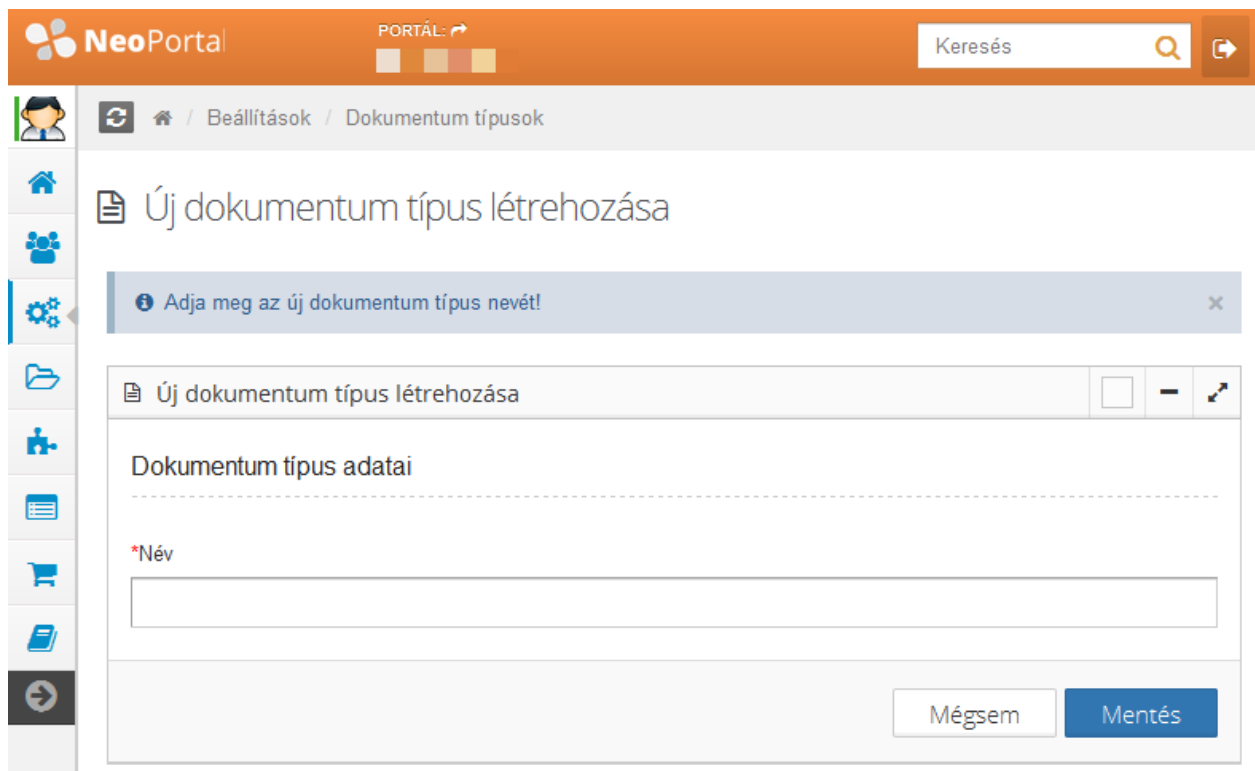 NeoPortal
PORTÁL:
Keresés
/ Beállítások / Dokumentum típusok
Új dokumentum típus létrehozása
Adja meg az új dokumentum típus nevét!
Új dokumentum típus létrehozása
Dokumentum típus adatai
*Név
Mégsem
Mentés